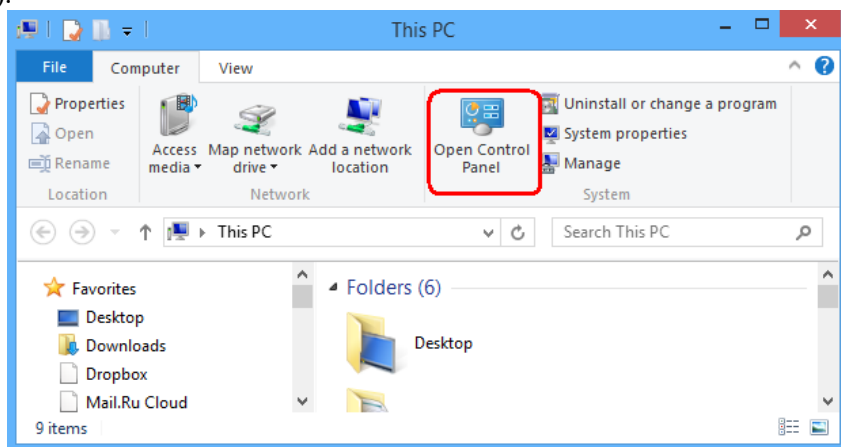 ).
This PC
File Computer View
Properties
Open
Rename
Access media
Map network drive
Add a network location
Open Control Panel
Uninstall or change a program
System properties
Manage
Location Network System
This PC
Search This PC
Favorites
Desktop
Downloads
Dropbox
Mail.Ru Cloud
Folders (6)
Desktop
9 items